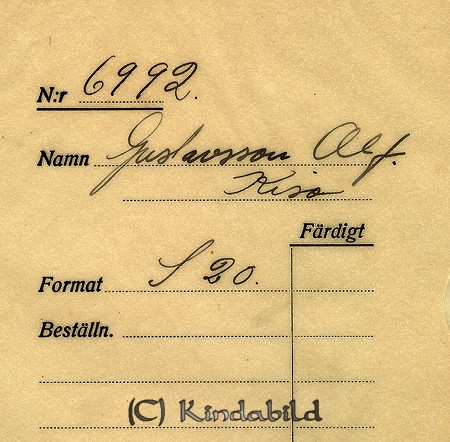 N:r 6992.
Namn Gustavsson Alf.
Kisa
Färdigt
Format S 20.
Beställn.
(C) Kindabild